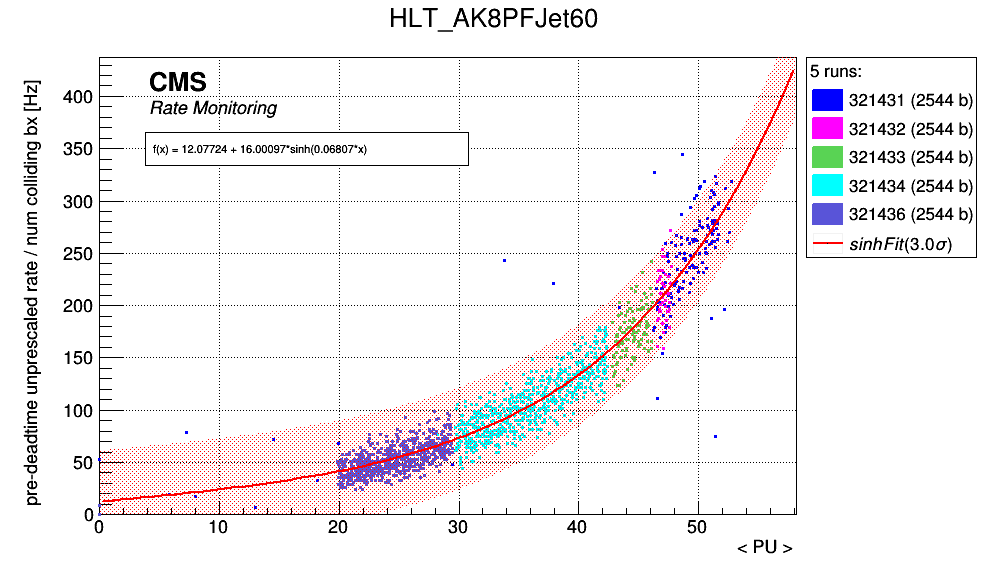 HLT_AK8PFJet60
pre-deadtime unprescaled rate / num colliding bx [Hz]
CMS
Rate Monitoring
f(x) = 12.07724 + 16.00097*sinh(0.06807*x)
400
350
300
250
200
150
100
50
0
0 10 20 30 40 50
< PU >
5 runs:
321431 (2544 b)
321432 (2544 b)
321433 (2544 b)
321434 (2544 b)
321436 (2544 b)
sinhFit(3.0σ)